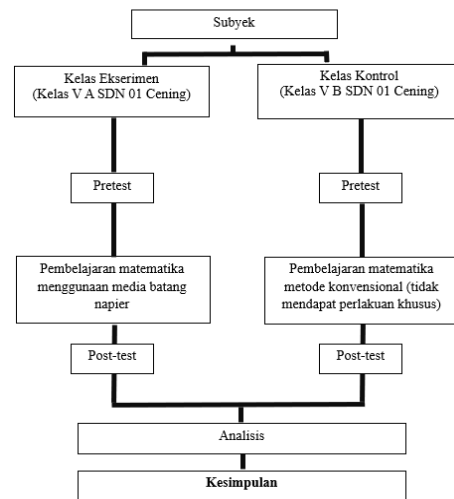 Subyek
Kelas Ekserimen
(Kelas V A SDN 01 Cening)
Kelas Kontrol
(Kelas V B SDN 01 Cening)
Pretest
Pretest
Pembelajaran matematika
menggunaan media batang
napier
Pembelajaran matematika
metode konvensional (tidak
mendapat perlakuan khusus)
Post-test
Post-test
Analisis
Kesimpulan